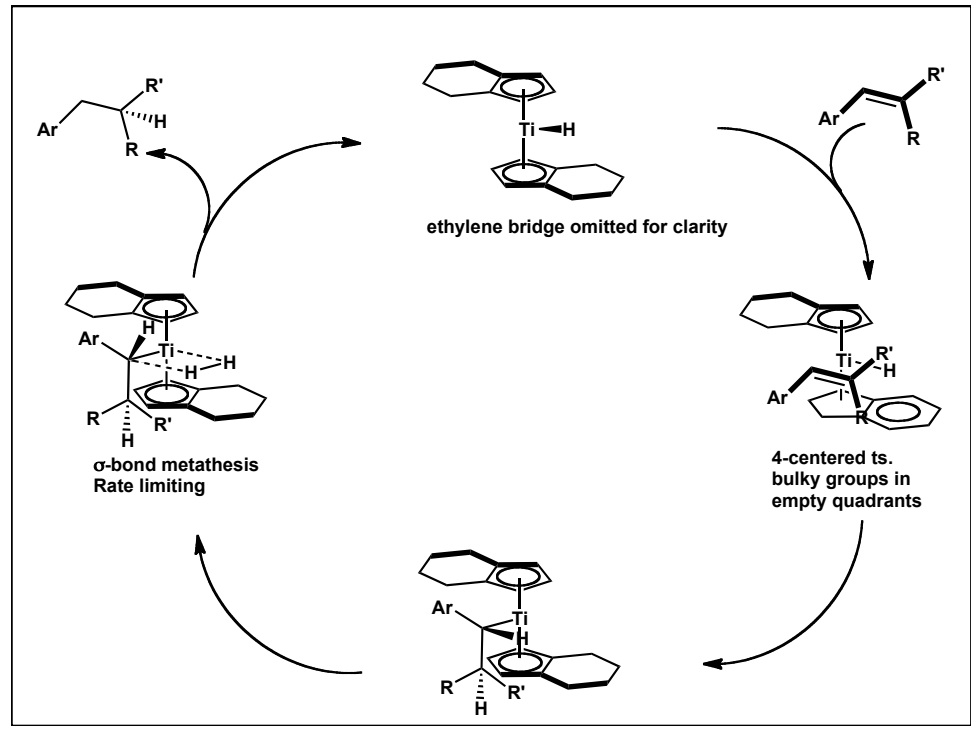 R'
H
Ar
R
Ti
H
R'
Ar
R
ethylene bridge omitted for clarity
H
Ar
Ti
H
H
R
R'
H
σ-bond metathesis
Rate limiting
Ti
R'
H
Ar
R
4-centered ts.
bulky groups in
empty quadrants
Ar
Ti
H
R
R'
H